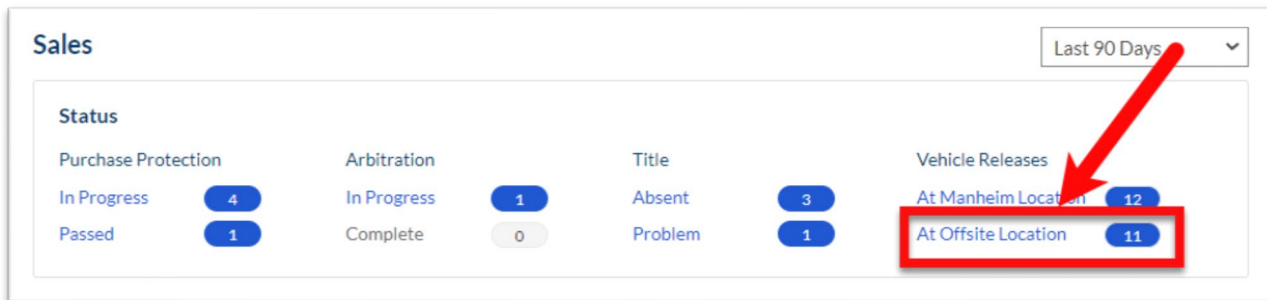 Sales
Last 90 Days
Status
Purchase Protection
In Progress 4
Passed 1
Arbitration
In Progress 1
Complete 0
Title
Absent 3
Problem 1
Vehicle Releases
At Manheim Location 12
At Offsite Location 11